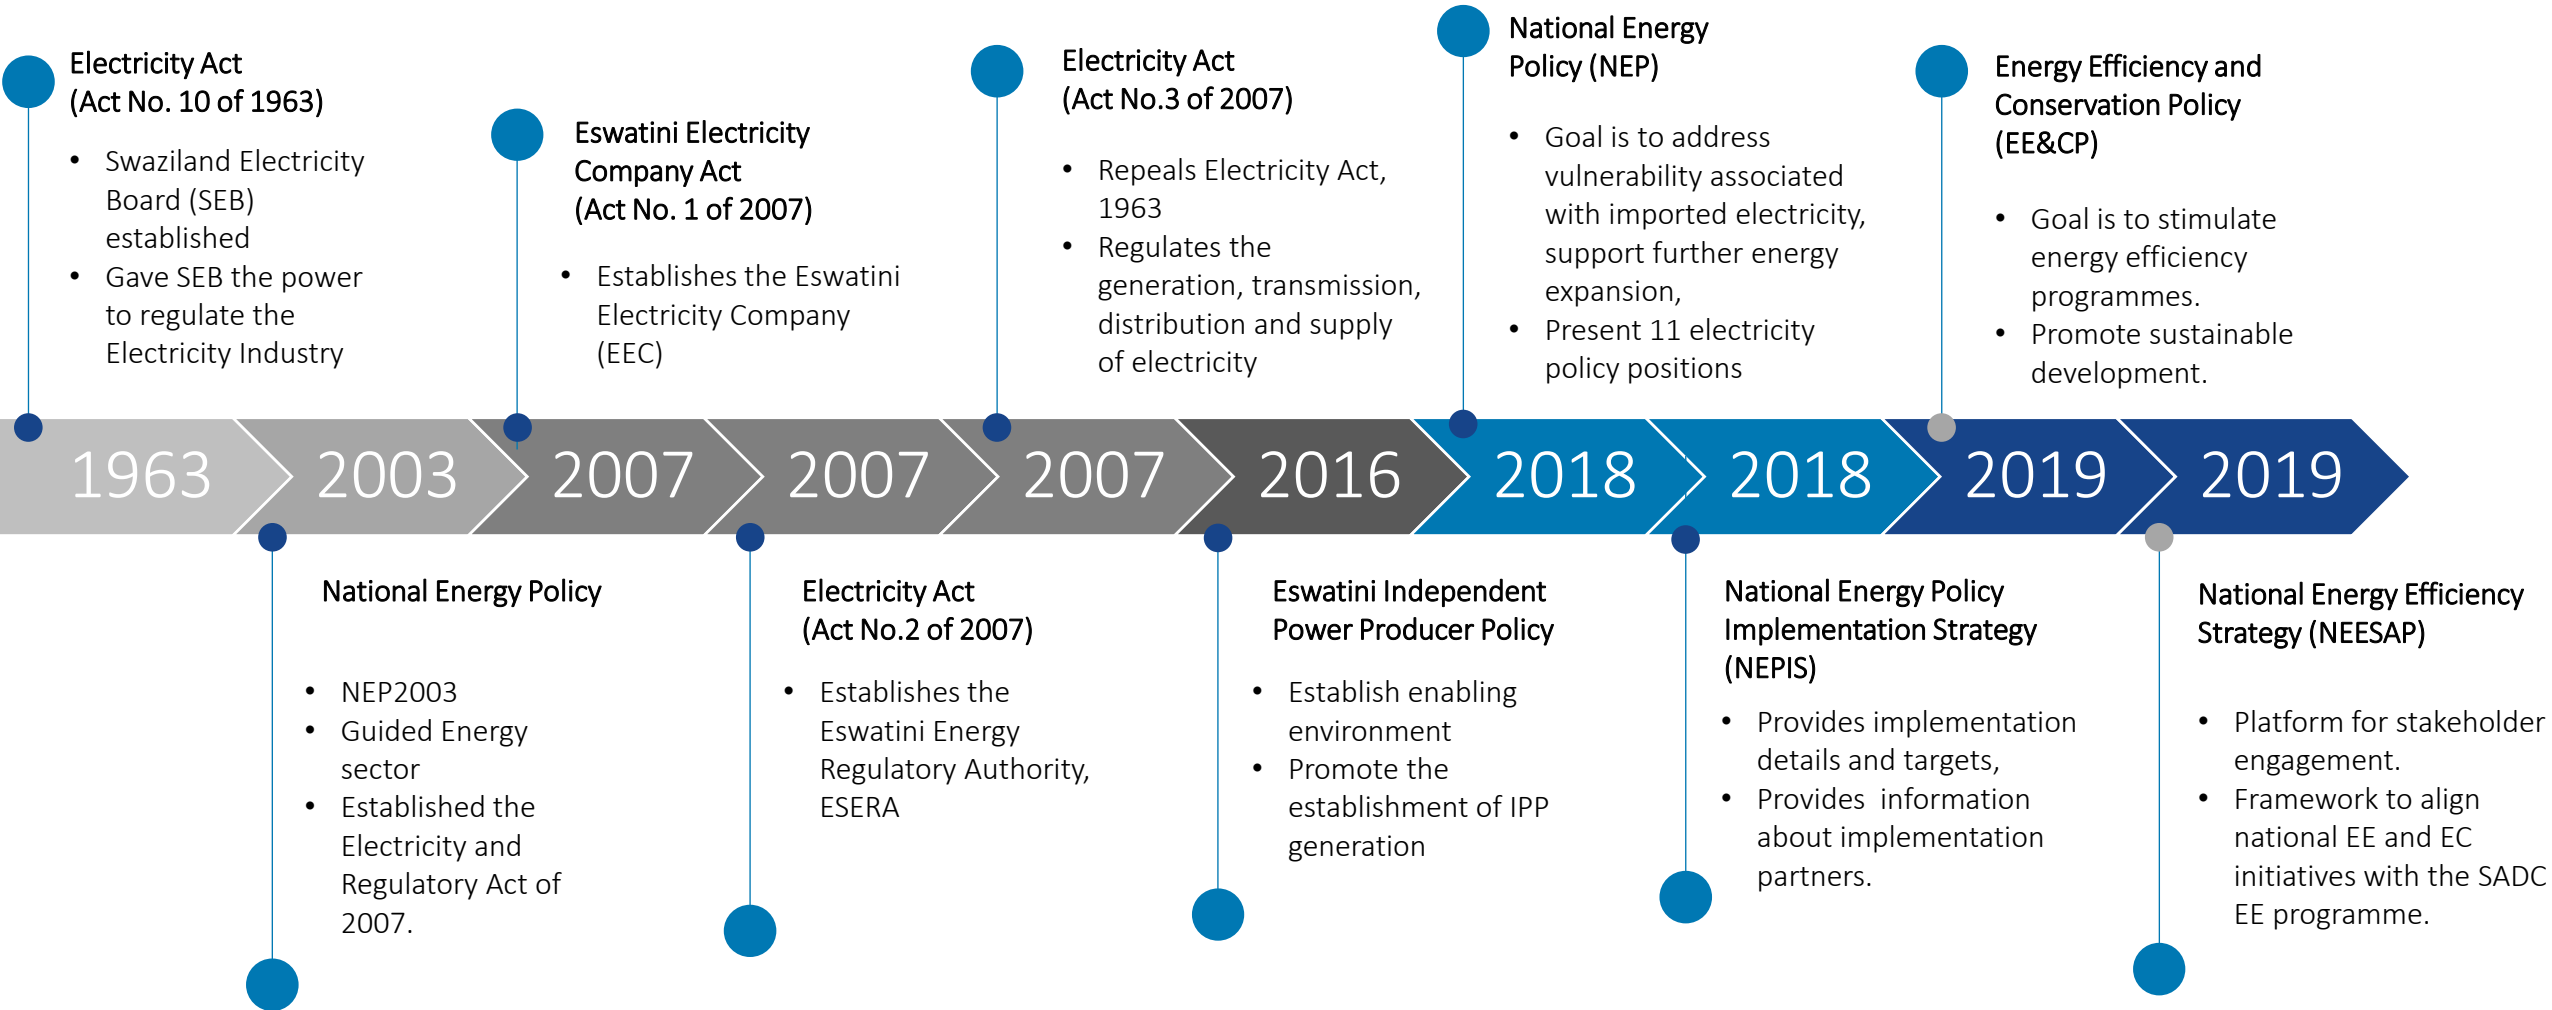 Electricity Act
(Act No. 10 of 1963)
• Swaziland Electricity
Board (SEB)
established
• Gave SEB the power
to regulate the
Electricity Industry
Eswatini Electricity
Company Act
(Act No. 1 of 2007)
• Establishes the Eswatini
Electricity Company
(EEC)
Electricity Act
(Act No.3 of 2007)
• Repeals Electricity Act,
1963
• Regulates the
generation, transmission,
distribution and supply
of electricity
National Energy
Policy (NEP)
• Goal is to address
vulnerability associated
with imported electricity,
support further energy
expansion,
• Present 11 electricity
policy positions
Energy Efficiency and
Conservation Policy
(EE&CP)
• Goal is to stimulate
energy efficiency
programmes.
• Promote sustainable
development.
1963 2003 2007 2007 2007 2016 2018 2018 2019 2019
National Energy Policy
• NEP2003
• Guided Energy
sector
• Established the
Electricity and
Regulatory Act of
2007.
Electricity Act
(Act No.2 of 2007)
• Establishes the
Eswatini Energy
Regulatory Authority,
ESERA
Eswatini Independent
Power Producer Policy
• Establish enabling
environment
• Promote the
establishment of IPP
generation
National Energy Policy
Implementation Strategy
(NEPIS)
• Provides implementation
details and targets,
• Provides  information
about implementation
partners.
National Energy Efficiency
Strategy (NEESAP)
• Platform for stakeholder
engagement.
• Framework to align
national EE and EC
initiatives with the SADC
EE programme.